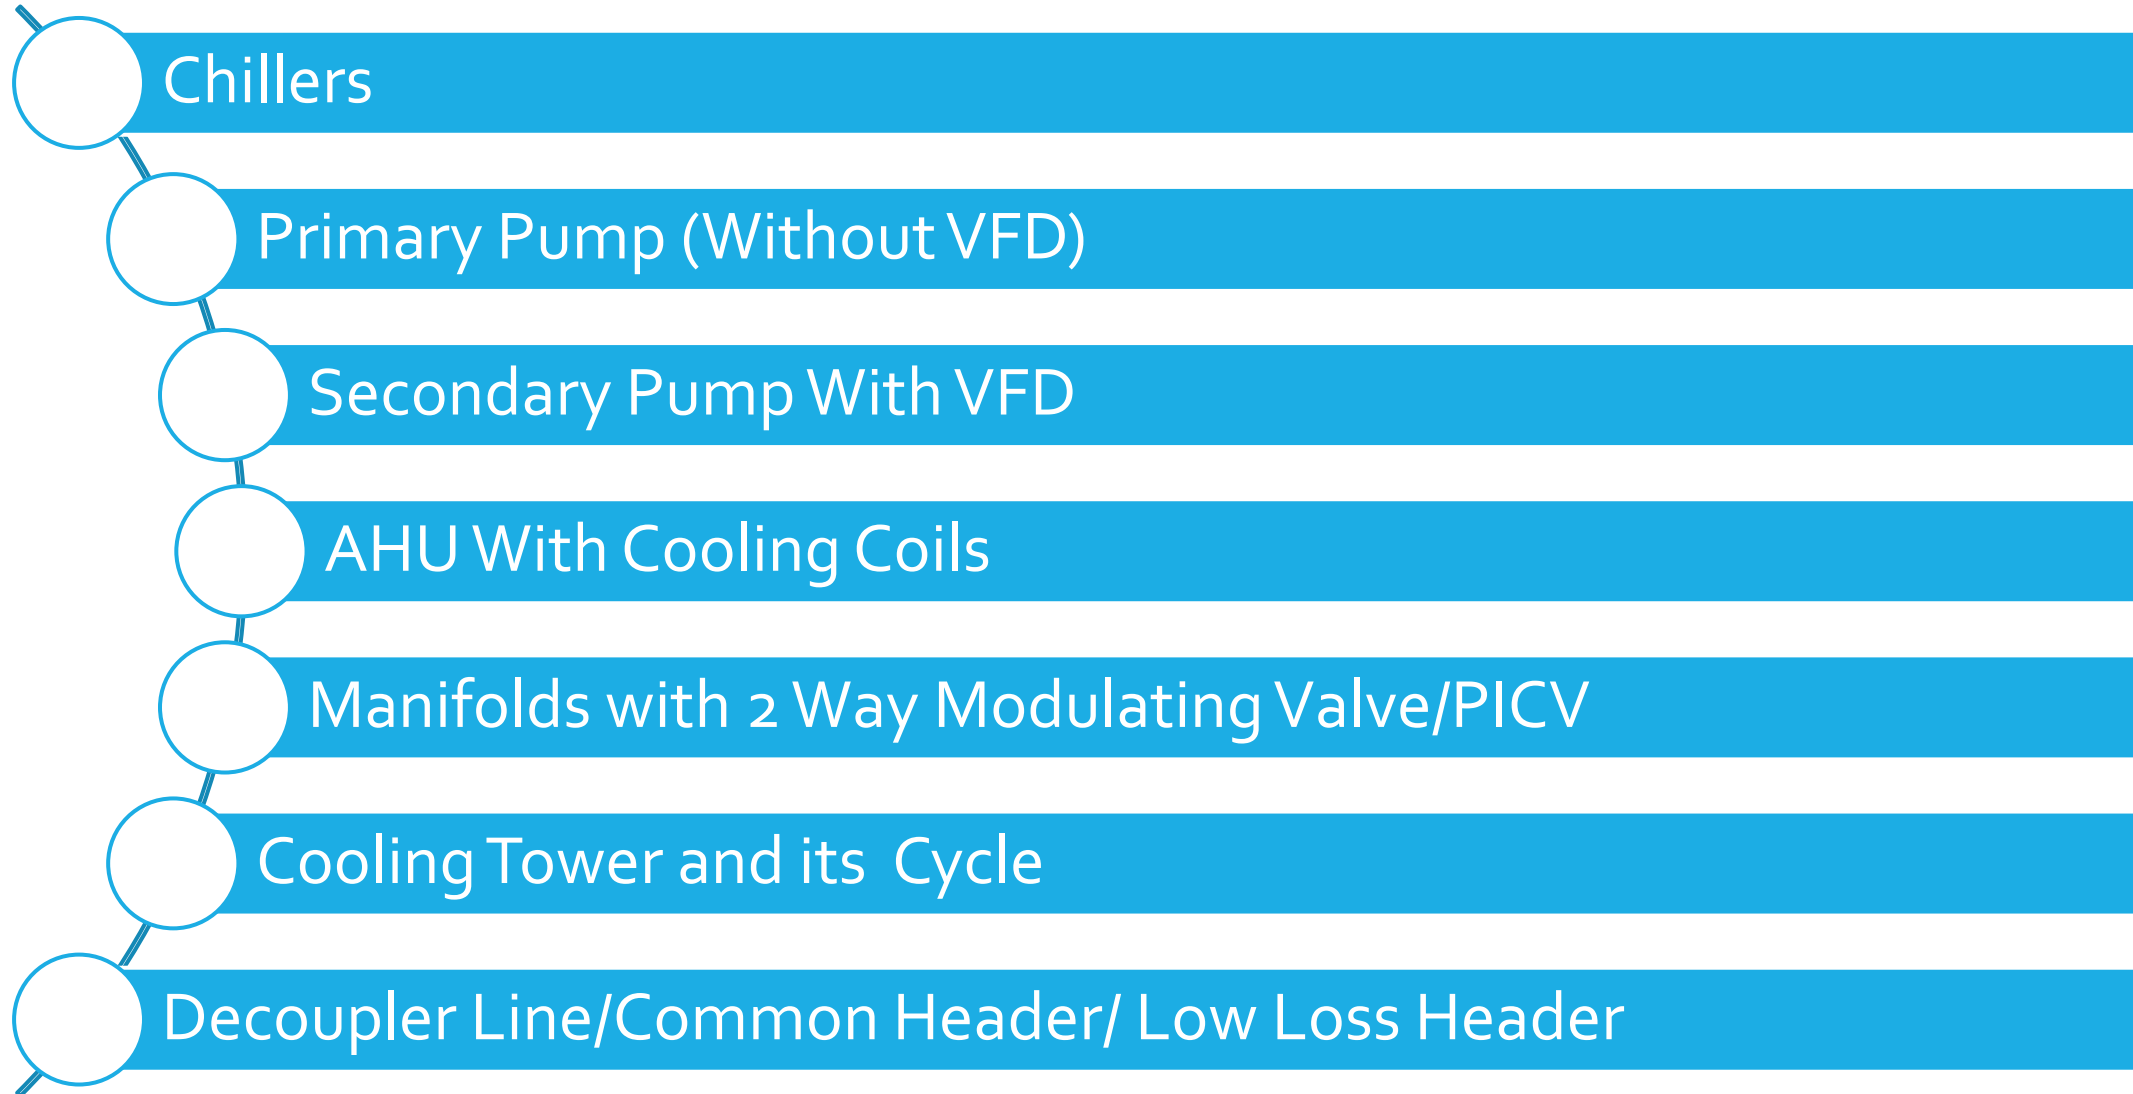 Chillers
Primary Pump (Without VFD)
Secondary Pump With VFD
AHU With Cooling Coils
Manifolds with 2 Way Modulating Valve/PICV
Cooling Tower and its  Cycle
Decoupler Line/Common Header/ Low Loss Header